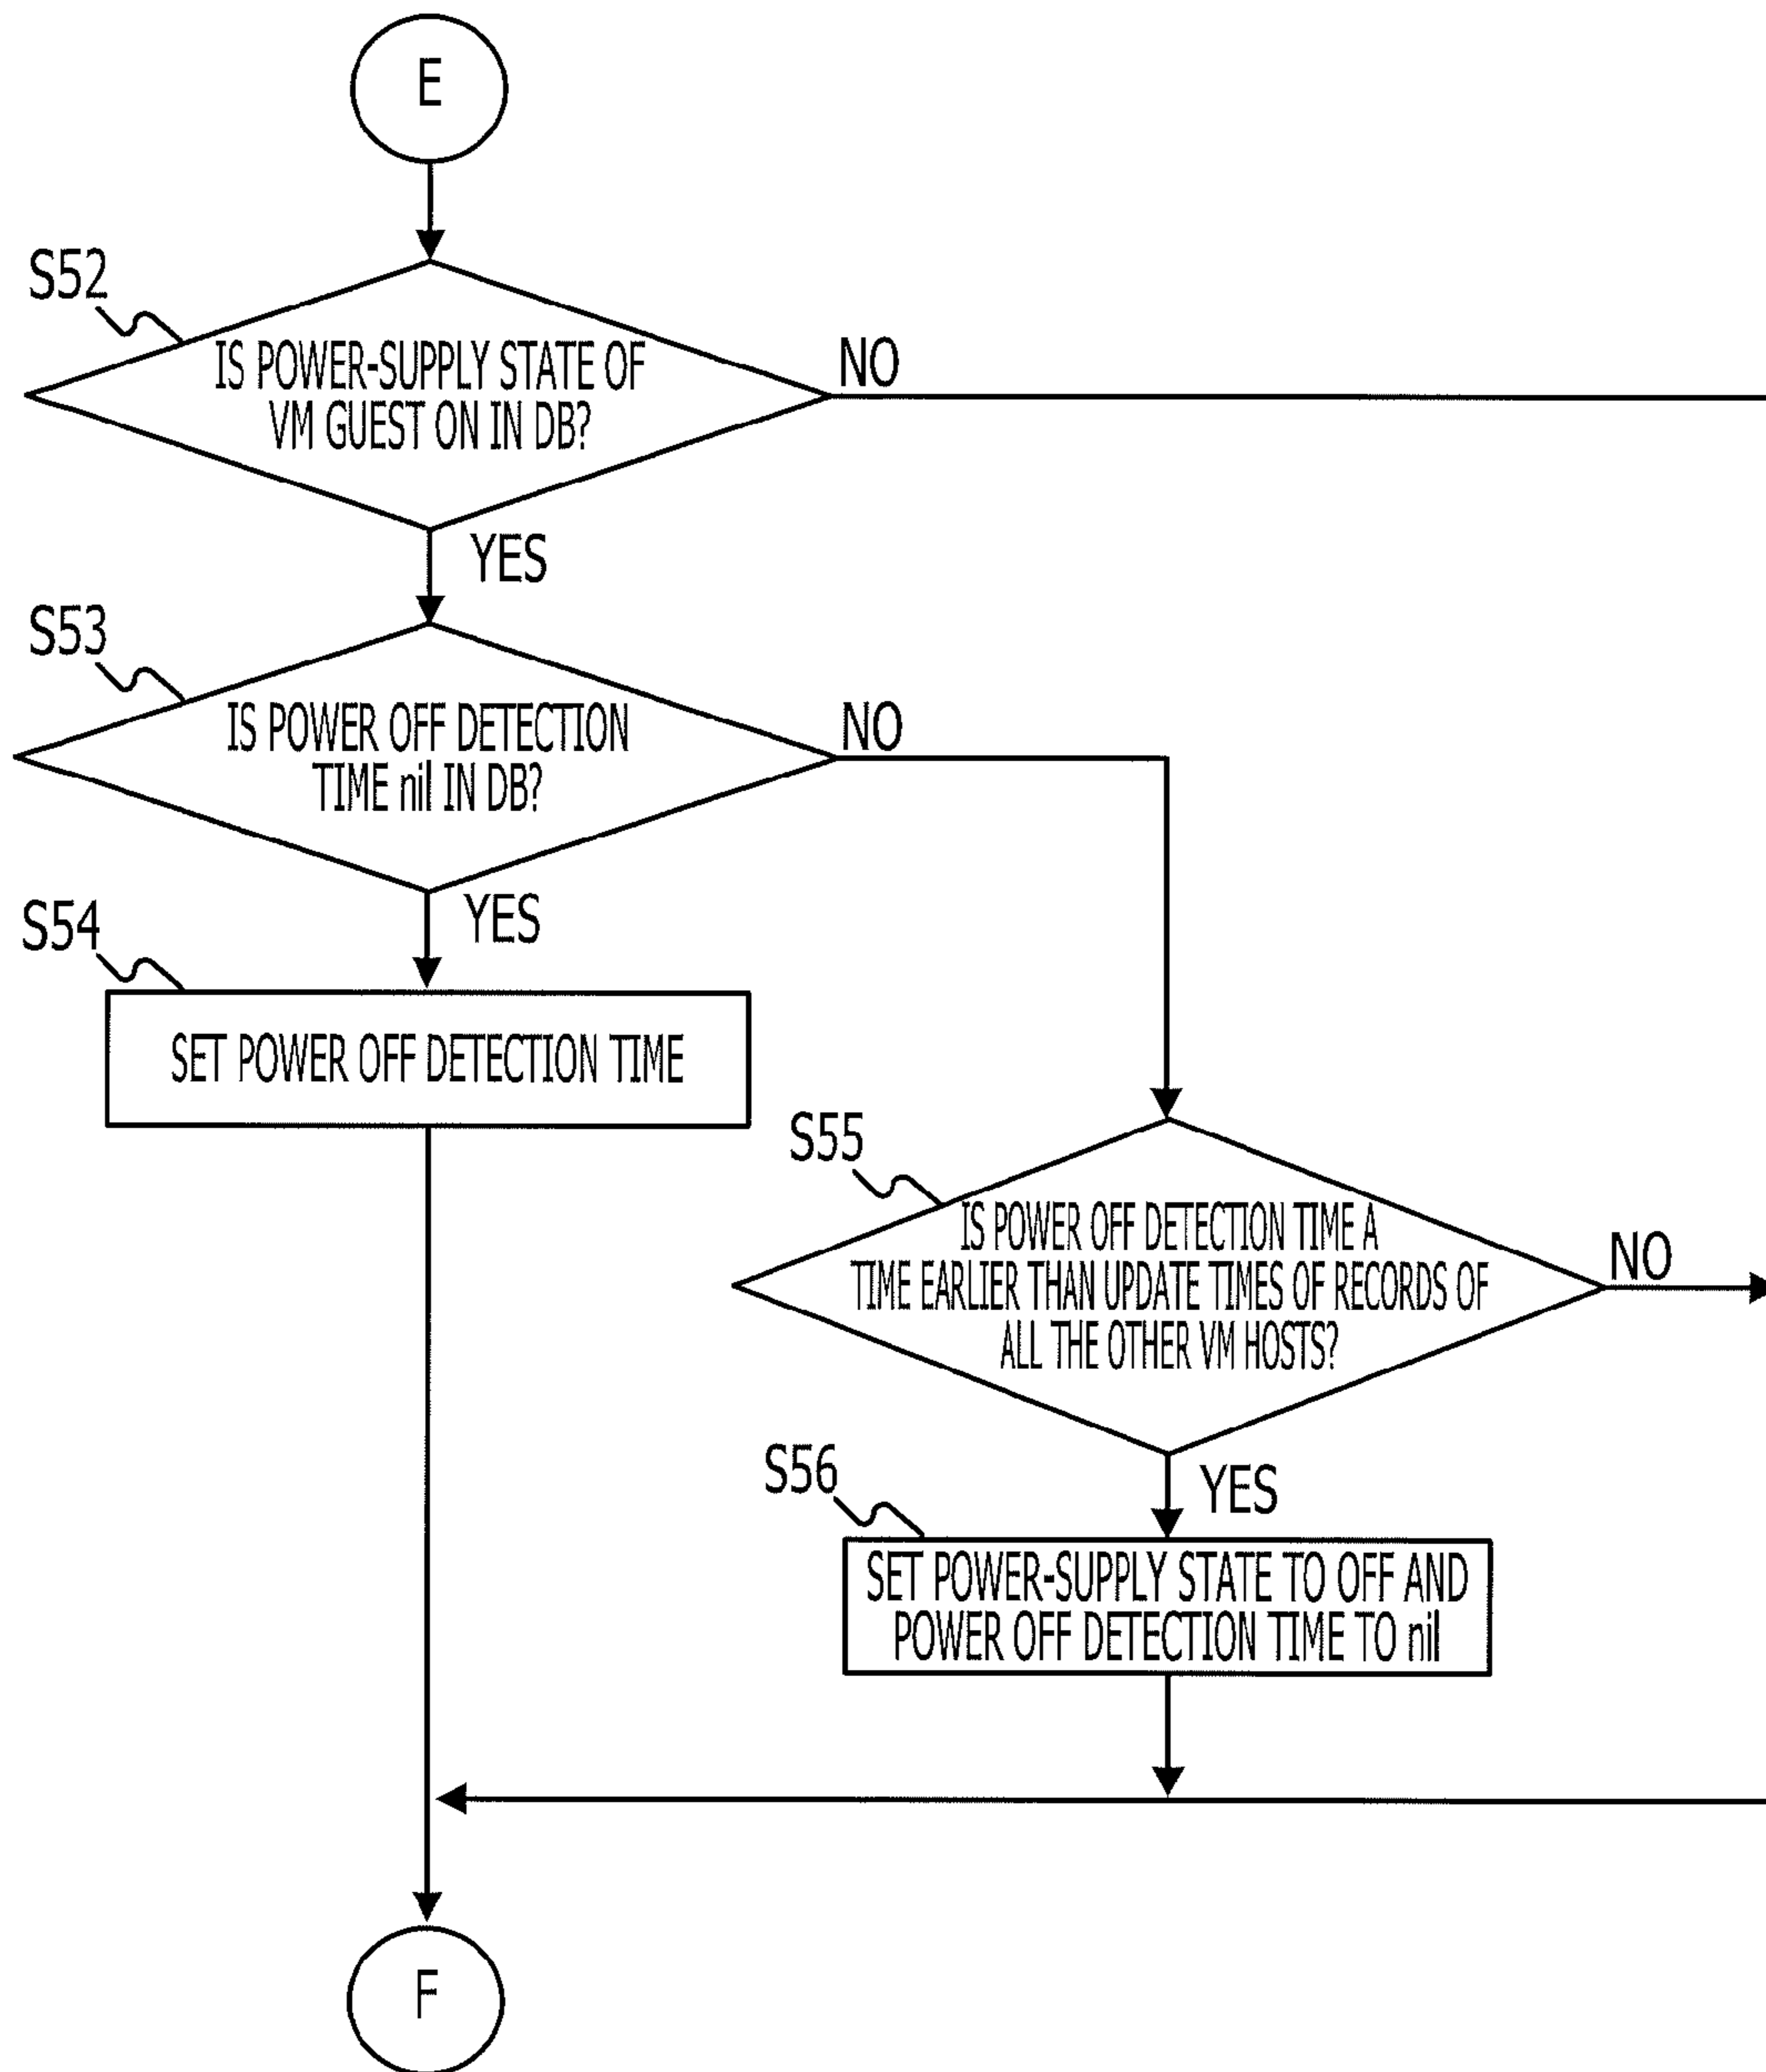 E
S52
IS POWER-SUPPLY STATE OF
VM GUEST ON IN DB?
NO
YES
S53
IS POWER OFF DETECTION
TIME nil IN DB?
NO
YES
S54
SET POWER OFF DETECTION TIME
S55
IS POWER OFF DETECTION TIME A
TIME EARLIER THAN UPDATE TIMES OF RECORDS OF
ALL THE OTHER VM HOSTS?
NO
YES
S56
SET POWER-SUPPLY STATE TO OFF AND
POWER OFF DETECTION TIME TO nil
F